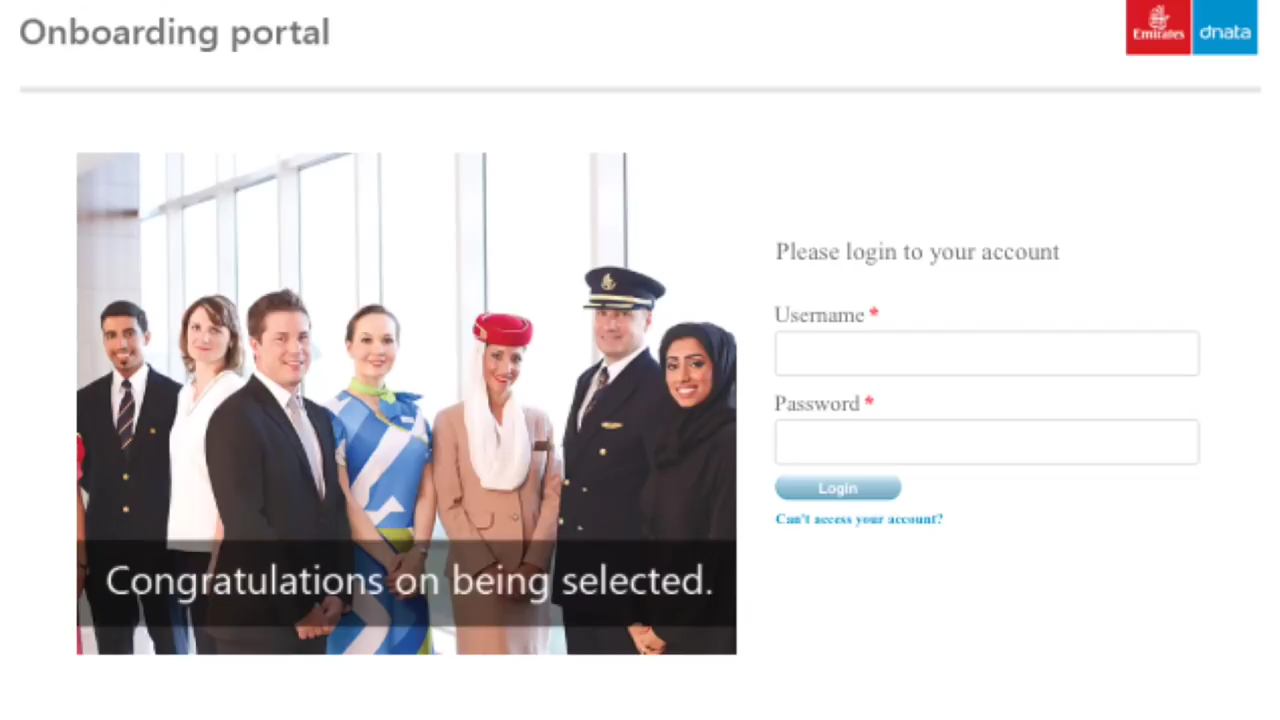 Onboarding portal
Emirates dnata
Please login to your account
Username *
Password *
Login
Can't access your account?
Congratulations on being selected.